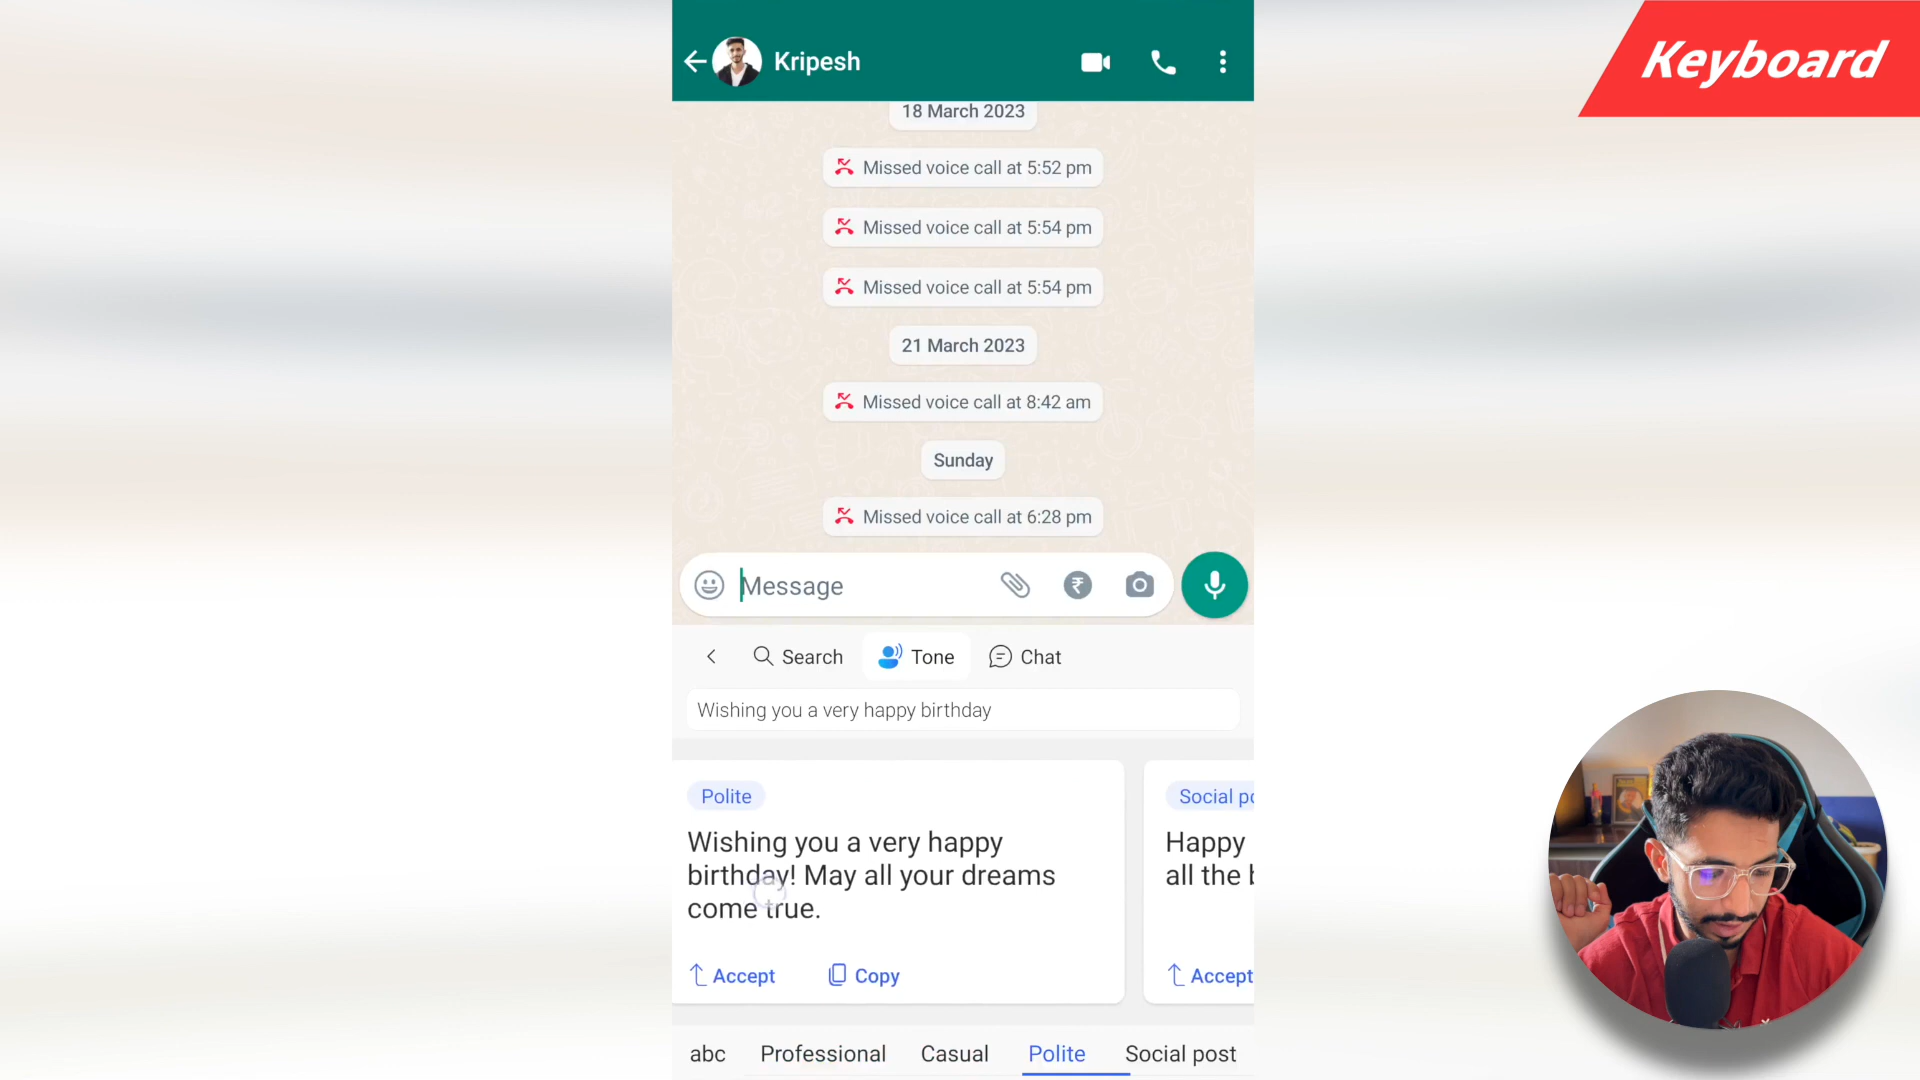 Keyboard
Kripesh
18 March 2023
Missed voice call at 5:52 pm
Missed voice call at 5:54 pm
Missed voice call at 5:54 pm
21 March 2023
Missed voice call at 8:42 am
Sunday
Missed voice call at 6:28 pm
Message
Search Tone Chat
Wishing you a very happy birthday
Polite
Wishing you a very happy
birthday! May all your dreams
come true.
Accept Copy
Social
Happy
all the
Accept
abc Professional Casual Polite Social post